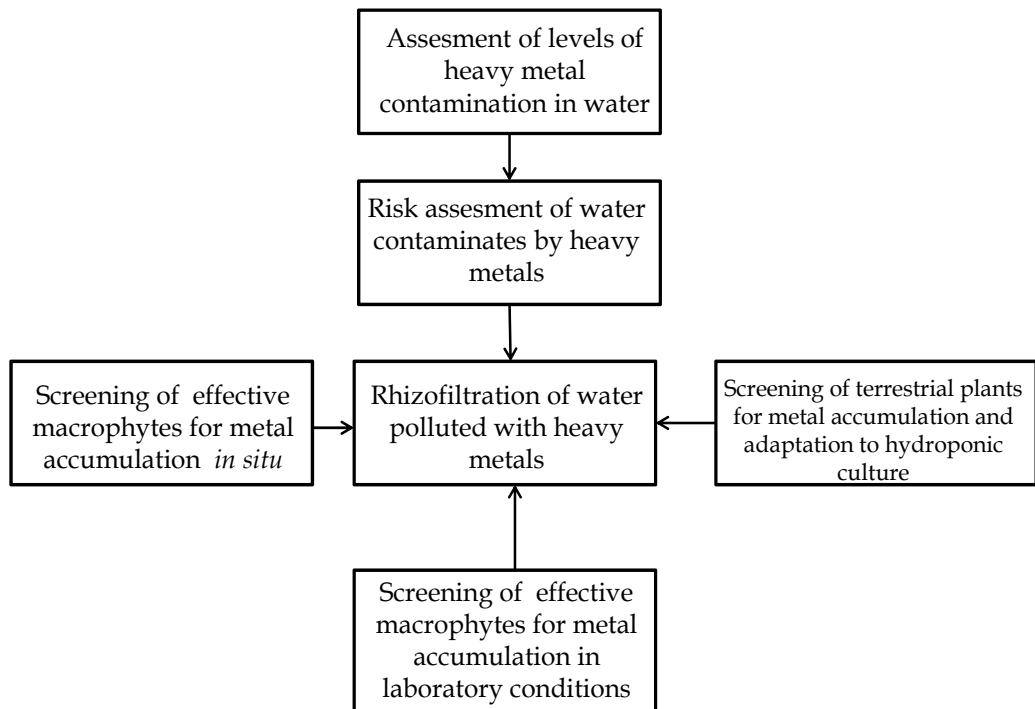 Assesment of levels of
heavy metal
contamination in water
Risk assesment of water
contaminates by heavy
metals
Screening of effective
macrophytes for metal
accumulation in situ
Rhizofiltration of water
polluted with heavy
metals
Screening of terrestrial plants
for metal accumulation and
adaptation to hydroponic
culture
Screening of effective
macrophytes for metal
accumulation in
laboratory conditions